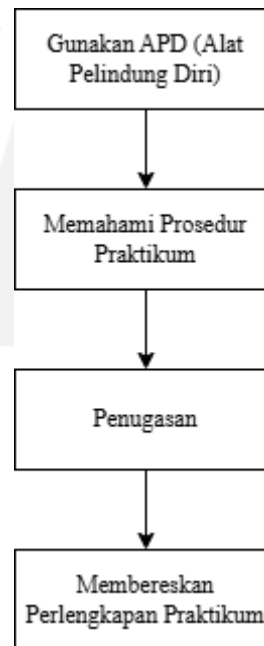 Gunakan APD (Alat
Pelindung Diri)
Memahami Prosedur
Praktikum
Penugasan
Membereskan
Perlengkapan Praktikum